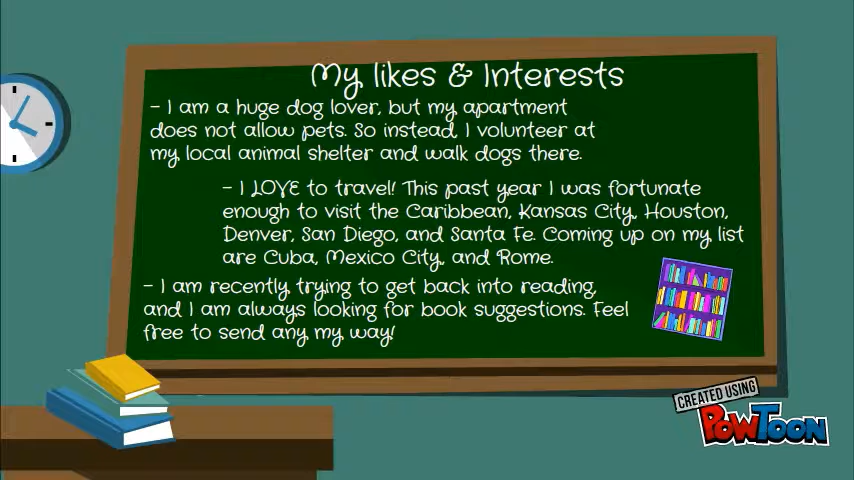 My likes & Interests
- I am a huge dog lover, but my apartment
does not allow pets. So instead, I volunteer at
my local animal shelter and walk dogs there.
- I LOVE to travel! This past year I was fortunate
enough to visit the Caribbean, Kansas City, Houston,
Denver, San Diego, and Santa Fe. Coming up on my list
are Cuba, Mexico City, and Rome.
- I am recently trying to get back into reading,
and I am always looking for book suggestions. Feel
free to send any my way!
CREATED USING
POWTOON